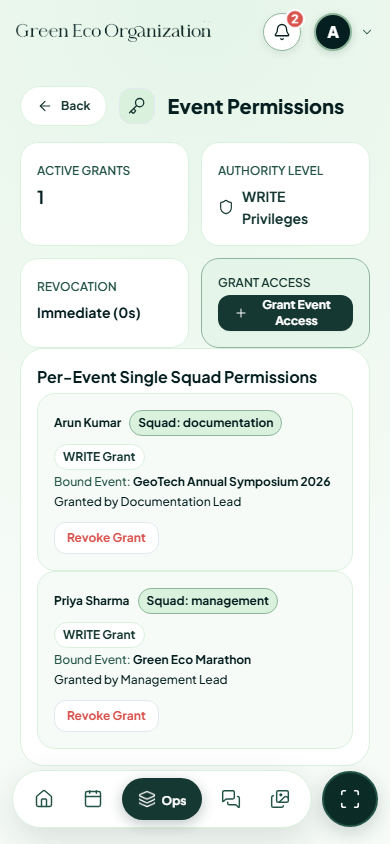 Green Eco Organization
2
A
Back
Event Permissions
ACTIVE GRANTS
1
AUTHORITY LEVEL
WRITE
Privileges
REVOCATION
Immediate (0s)
GRANT ACCESS
Grant Event
Access
Per-Event Single Squad Permissions
Arun Kumar
Squad: documentation
WRITE Grant
Bound Event: GeoTech Annual Symposium 2026
Granted by Documentation Lead
Revoke Grant
Priya Sharma
Squad: management
WRITE Grant
Bound Event: Green Eco Marathon
Granted by Management Lead
Revoke Grant
Ops